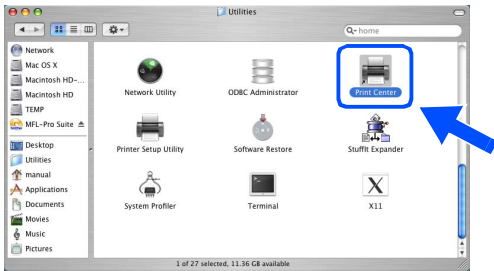 Utilities
home
Network
Mac OS X
Macintosh HD-...
Macintosh HD
TEMP
MFL-Pro Suite
Desktop
Utilities
manual
Applications
Documents
Movies
Music
Pictures
Network Utility
ODBC Administrator
Print Center
Printer Setup Utility
Software Restore
StuffIt Expander
System Profiler
Terminal
X11
1 of 27 selected, 11.36 GB available